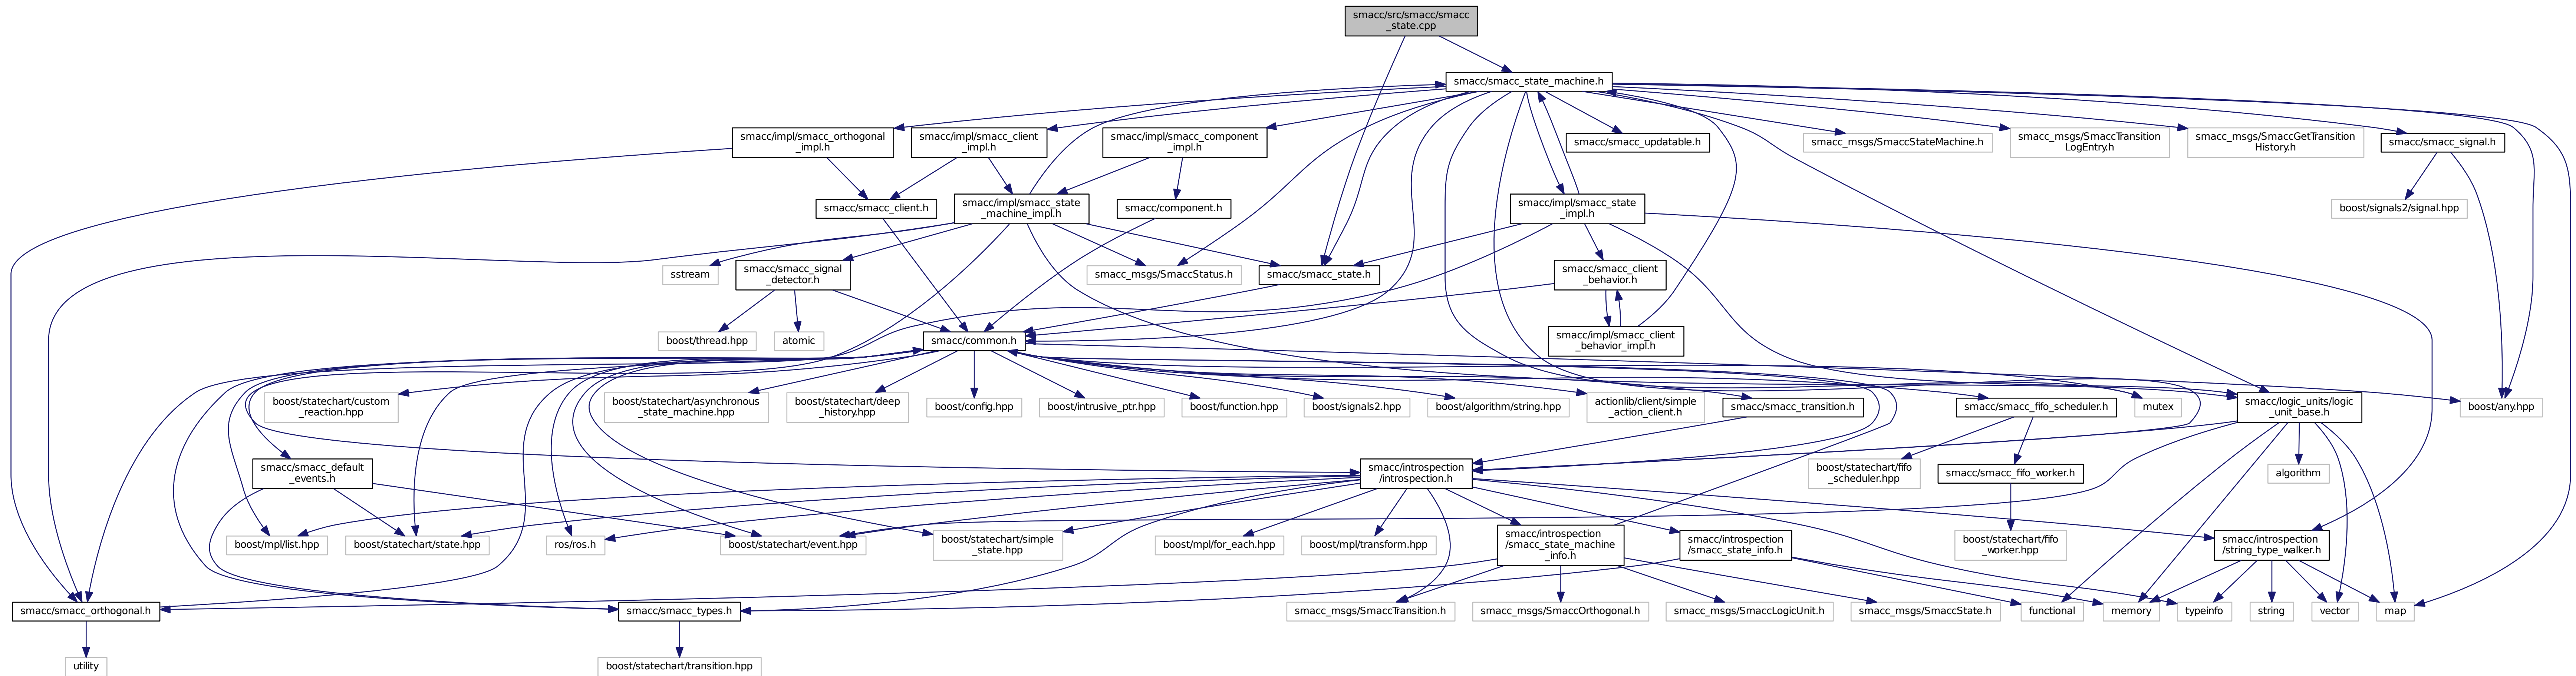 smacc/src/smacc/smacc
_state.cpp
smacc/smacc_state_machine.h
smacc/impl/smacc_orthogonal
_impl.h
smacc/impl/smacc_client
_impl.h
smacc/impl/smacc_component
_impl.h
smacc/smacc_updatable.h
smacc_msgs/SmaccStateMachine.h
smacc_msgs/SmaccTransition
LogEntry.h
smacc_msgs/SmaccGetTransition
History.h
smacc/smacc_signal.h
smacc/smacc_client.h
smacc/impl/smacc_state
_machine_impl.h
smacc/component.h
smacc/impl/smacc_state
_impl.h
boost/signals2/signal.hpp
sstream
smacc/smacc_signal
_detector.h
smacc_msgs/SmaccStatus.h
smacc/smacc_state.h
smacc/smacc_client
_behavior.h
boost/thread.hpp
atomic
smacc/common.h
smacc/impl/smacc_client
_behavior_impl.h
boost/statechart/custom
_reaction.hpp
boost/statechart/asynchronous
_state_machine.hpp
boost/statechart/deep
_history.hpp
boost/config.hpp
boost/intrusive_ptr.hpp
boost/function.hpp
boost/signals2.hpp
boost/algorithm/string.hpp
actionlib/client/simple
_action_client.h
smacc/smacc_transition.h
smacc/smacc_fifo_scheduler.h
mutex
smacc/logic_units/logic
_unit_base.h
boost/any.hpp
smacc/smacc_default
_events.h
smacc/introspection
/introspection.h
boost/statechart/fifo
_scheduler.hpp
smacc/smacc_fifo_worker.h
algorithm
boost/mpl/list.hpp
boost/statechart/state.hpp
ros/ros.h
boost/statechart/event.hpp
boost/statechart/simple
_state.hpp
boost/mpl/for_each.hpp
boost/mpl/transform.hpp
smacc/introspection
/smacc_state_machine
_info.h
smacc/introspection
/smacc_state_info.h
boost/statechart/fifo
_worker.hpp
smacc/introspection
/string_type_walker.h
smacc/smacc_orthogonal.h
smacc/smacc_types.h
smacc_msgs/SmaccTransition.h
smacc_msgs/SmaccOrthogonal.h
smacc_msgs/SmaccLogicUnit.h
smacc_msgs/SmaccState.h
functional
memory
typeinfo
string
vector
map
utility
boost/statechart/transition.hpp